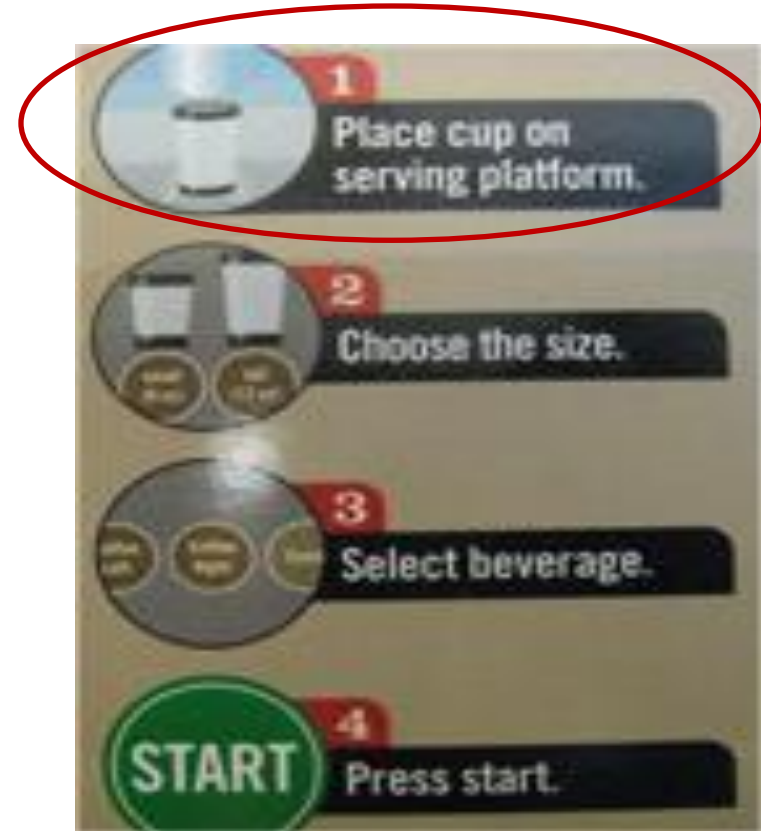 1
Place cup on
serving platform.
2
Choose the size.
3
Select beverage.
4
START
Press start.